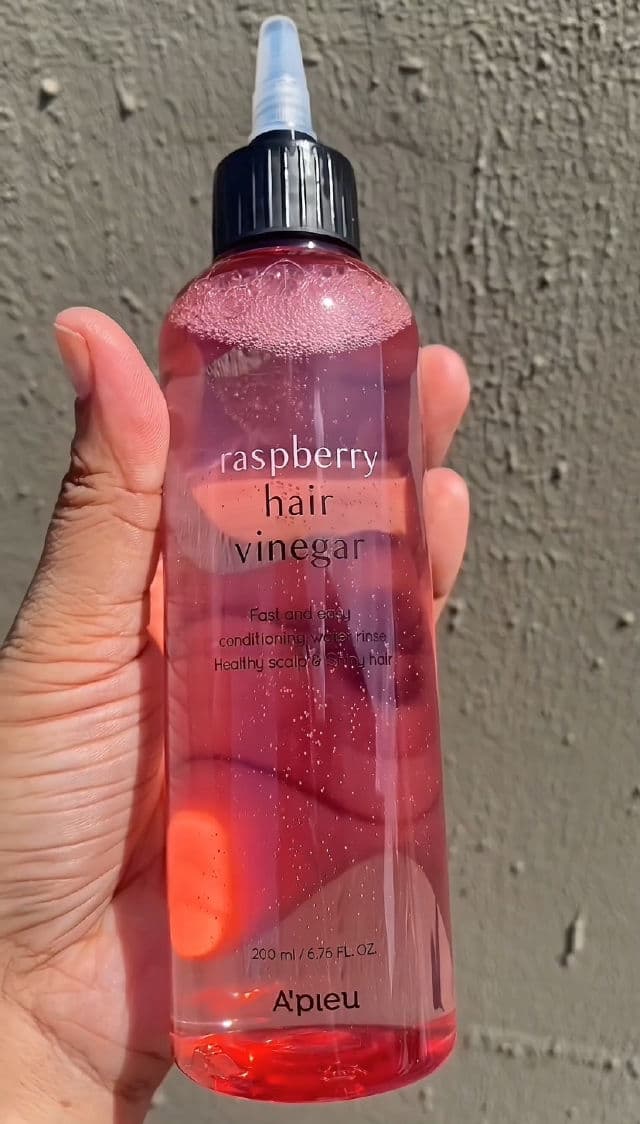 raspberry
hair
vinegar
Fast and easy
conditioning water rinse
Healthy scalp & Shiny hair
200 ml / 6.76 FL. OZ.
A'pieu